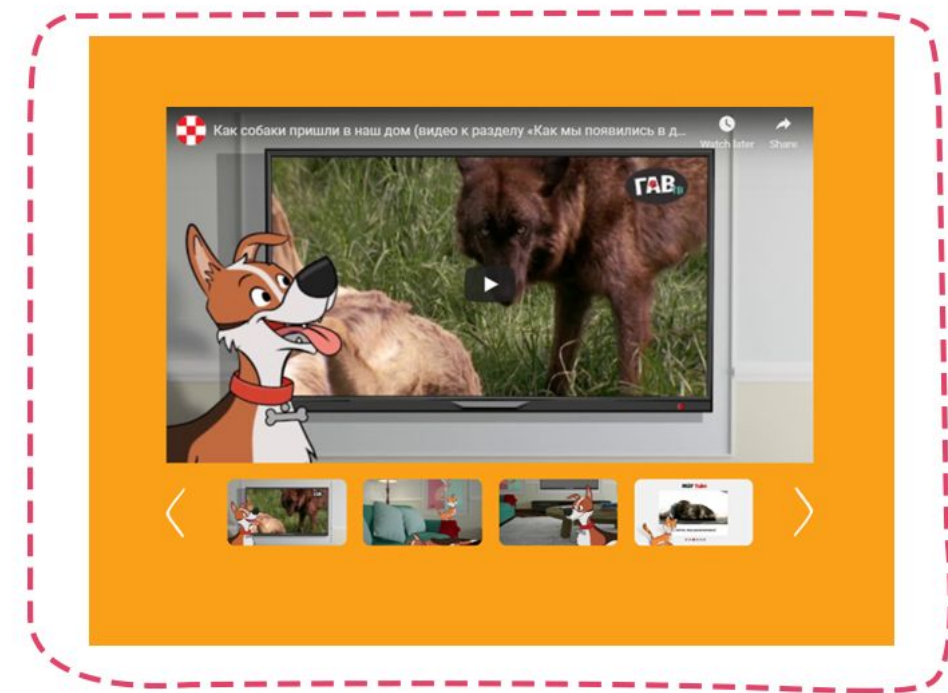 Как собаки пришли в наш дом (видео к разделу «Как мы появились в д...
Watch later
Share
ГАВ